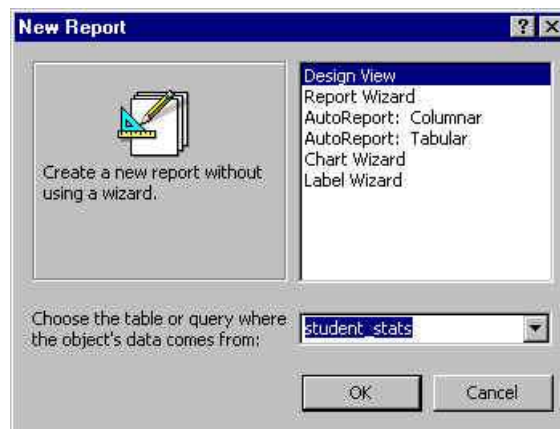 New Report
Create a new report without
using a wizard.
Design View
Report Wizard
AutoReport: Columnar
AutoReport: Tabular
Chart Wizard
Label Wizard
Choose the table or query where
the object's data comes from:
student_stats
OK
Cancel